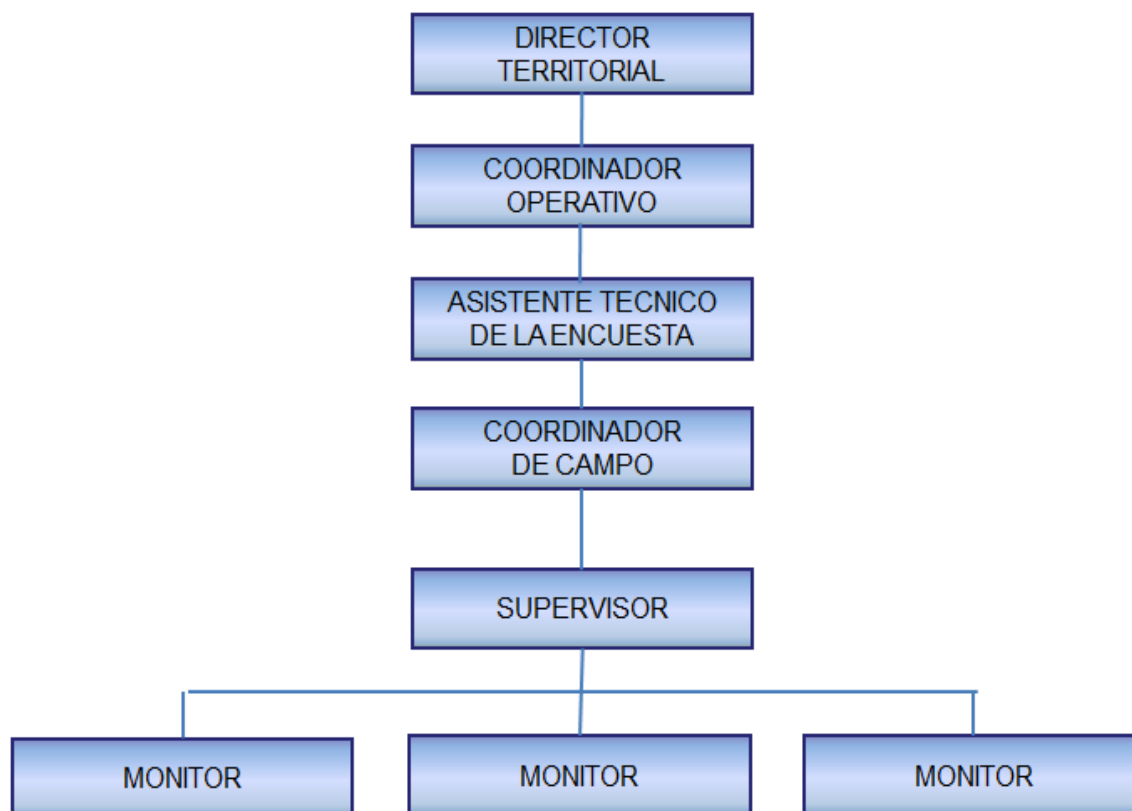 DIRECTOR
TERRITORIAL
COORDINADOR
OPERATIVO
ASISTENTE TECNICO
DE LA ENCUESTA
COORDINADOR
DE CAMPO
SUPERVISOR
MONITOR
MONITOR
MONITOR